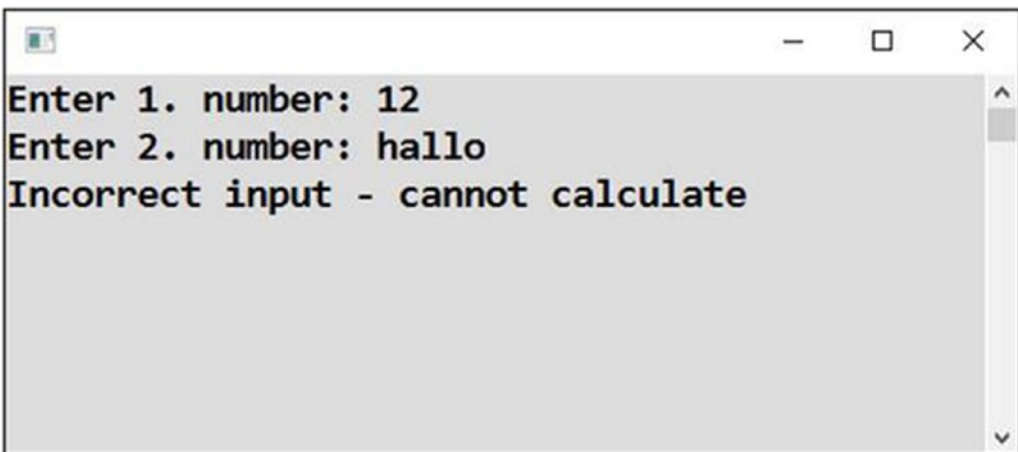 Enter 1. number: 12
Enter 2. number: hallo
Incorrect input - cannot calculate